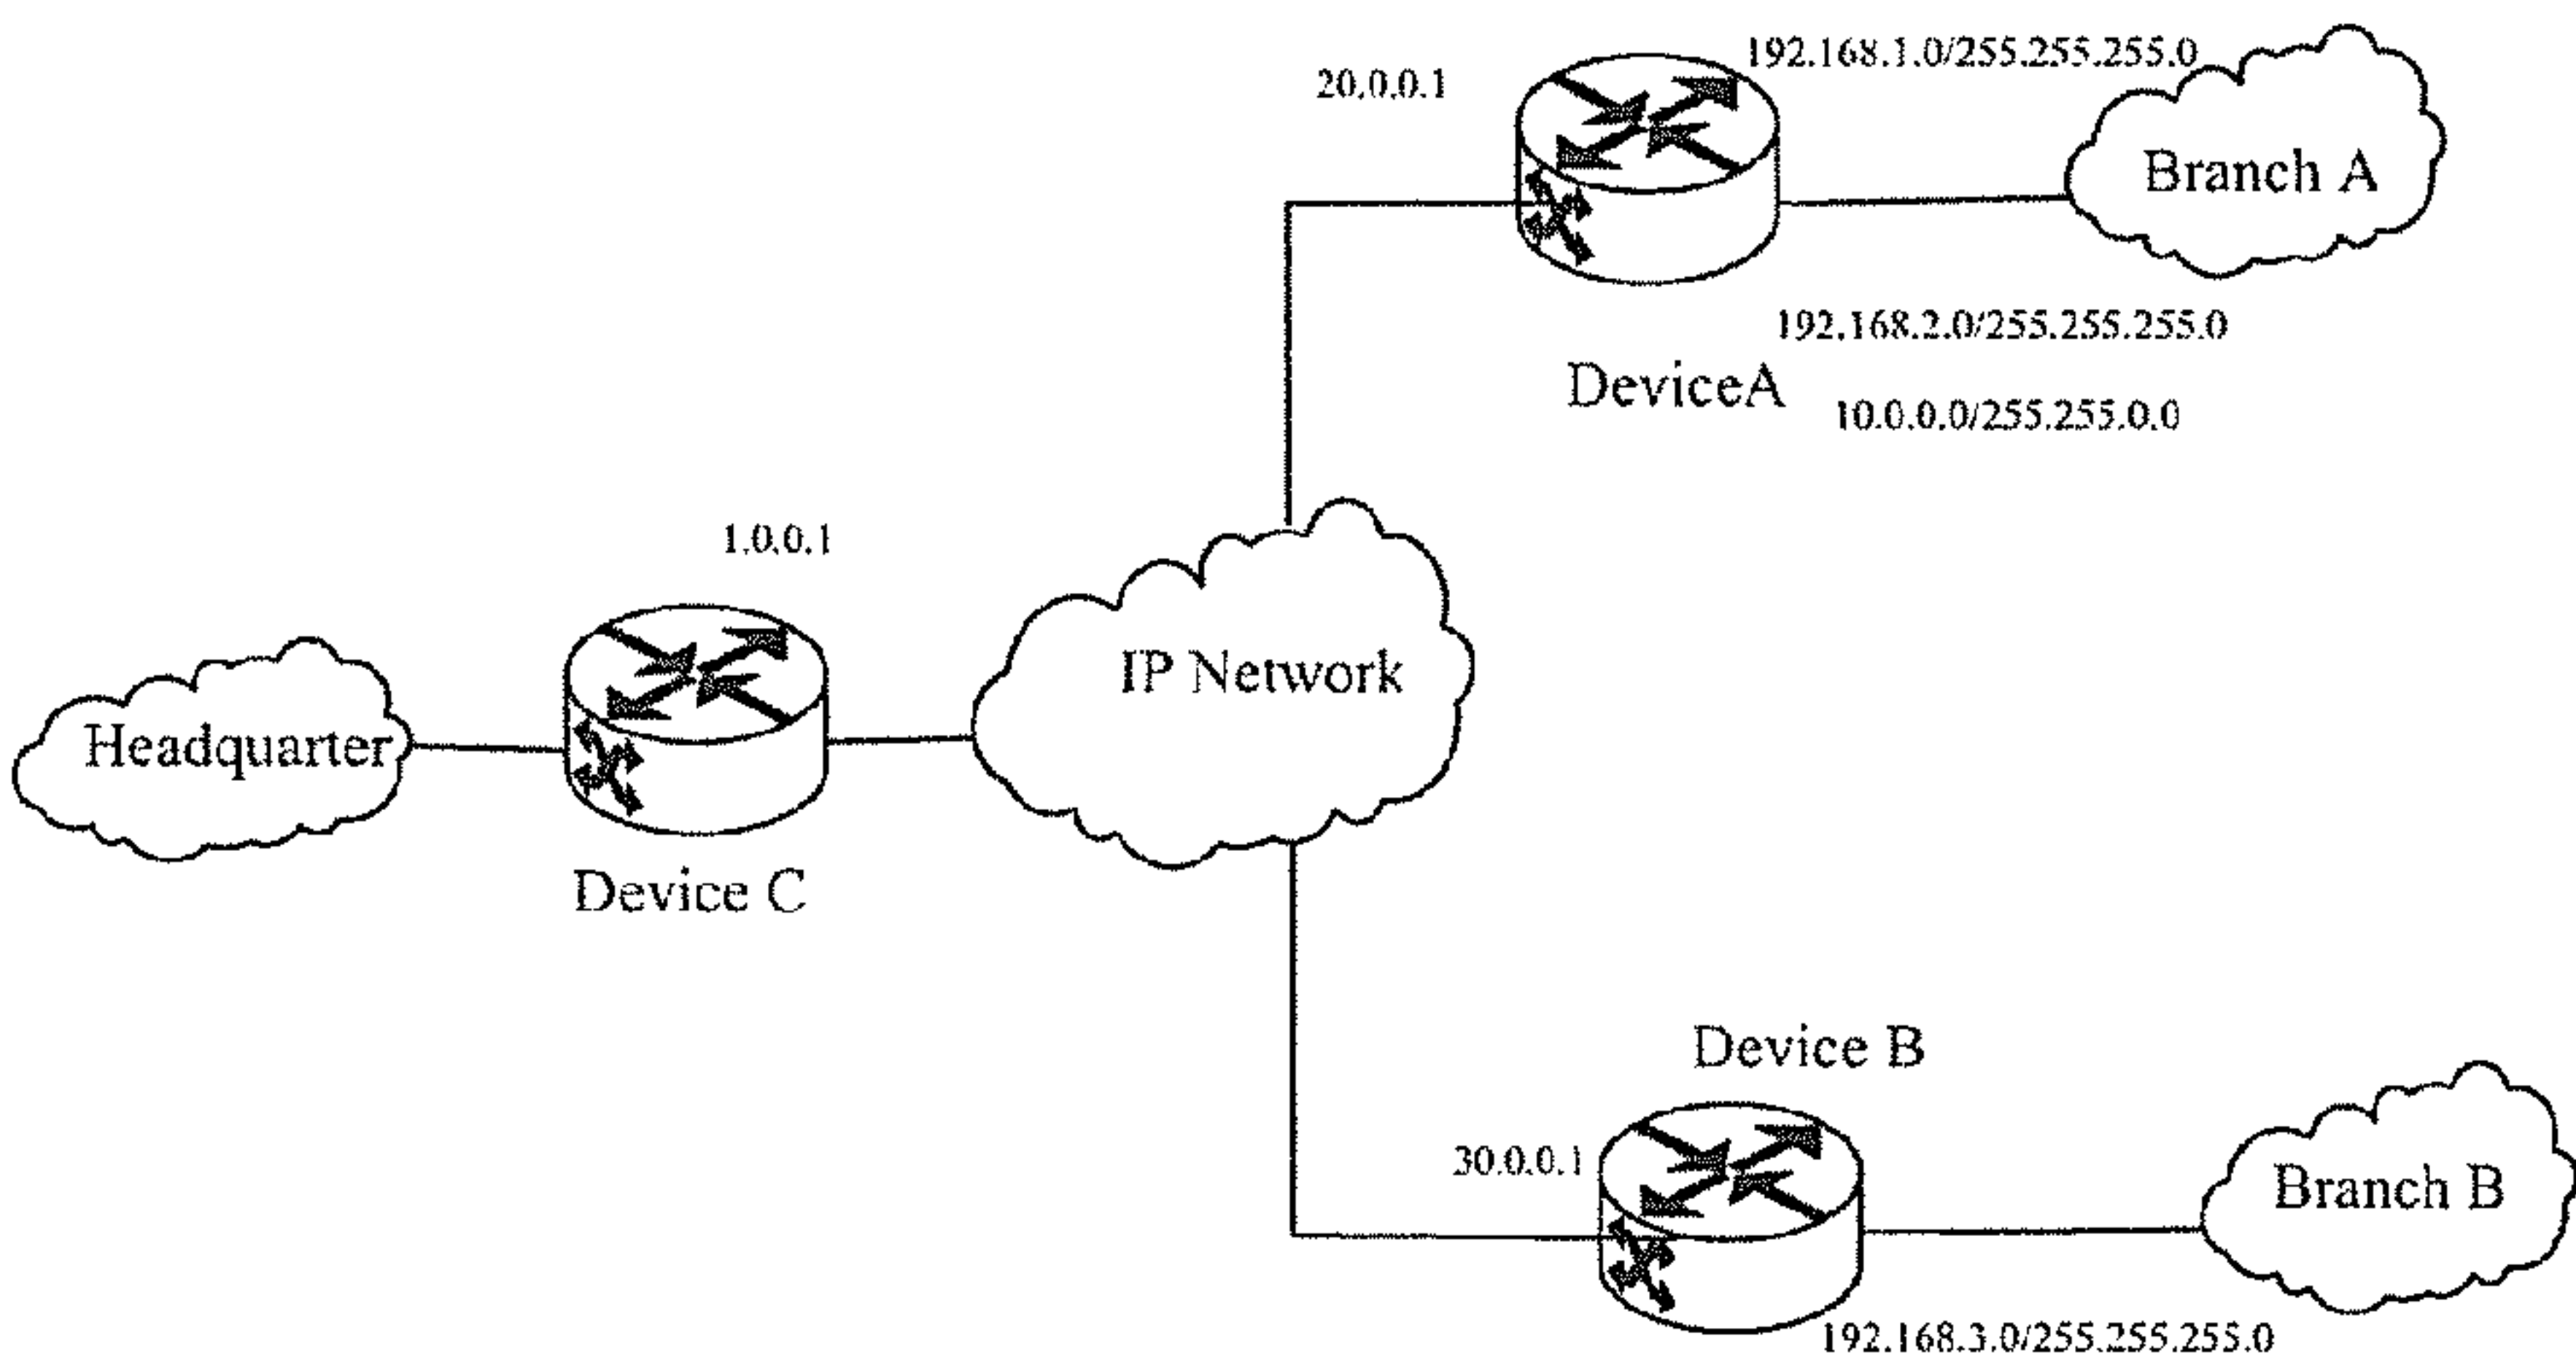 192.168.1.0/255.255.255.0
20.0.0.1
Branch A
192.168.2.0/255.255.255.0
DeviceA
10.0.0.0/255.255.0.0
1.0.0.1
IP Network
Headquarter
Device C
Device B
30.0.0.1
Branch B
192.168.3.0/255.255.255.0